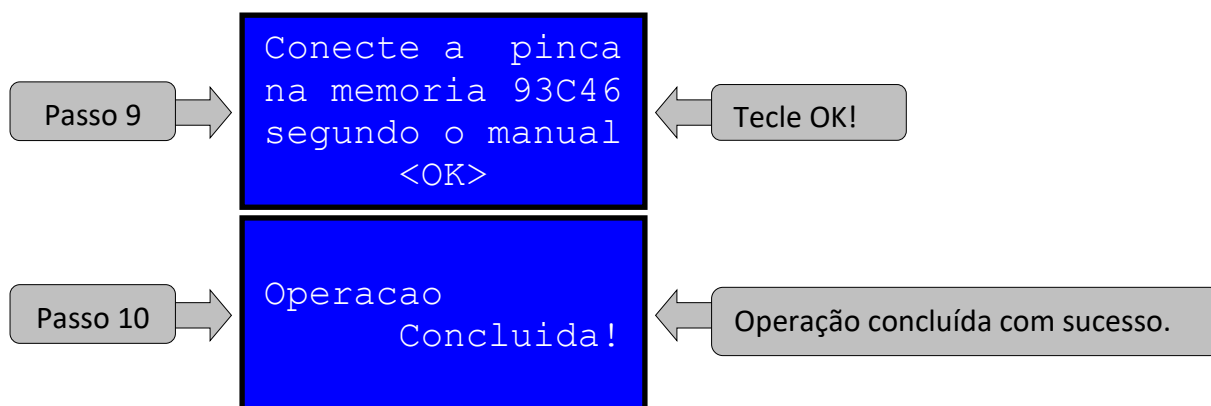 Passo 9
Conecte a  pinca
na memoria 93C46
segundo o manual
<OK>
Tecle OK!
Passo 10
Operacao
Concluida!
Operação concluída com sucesso.